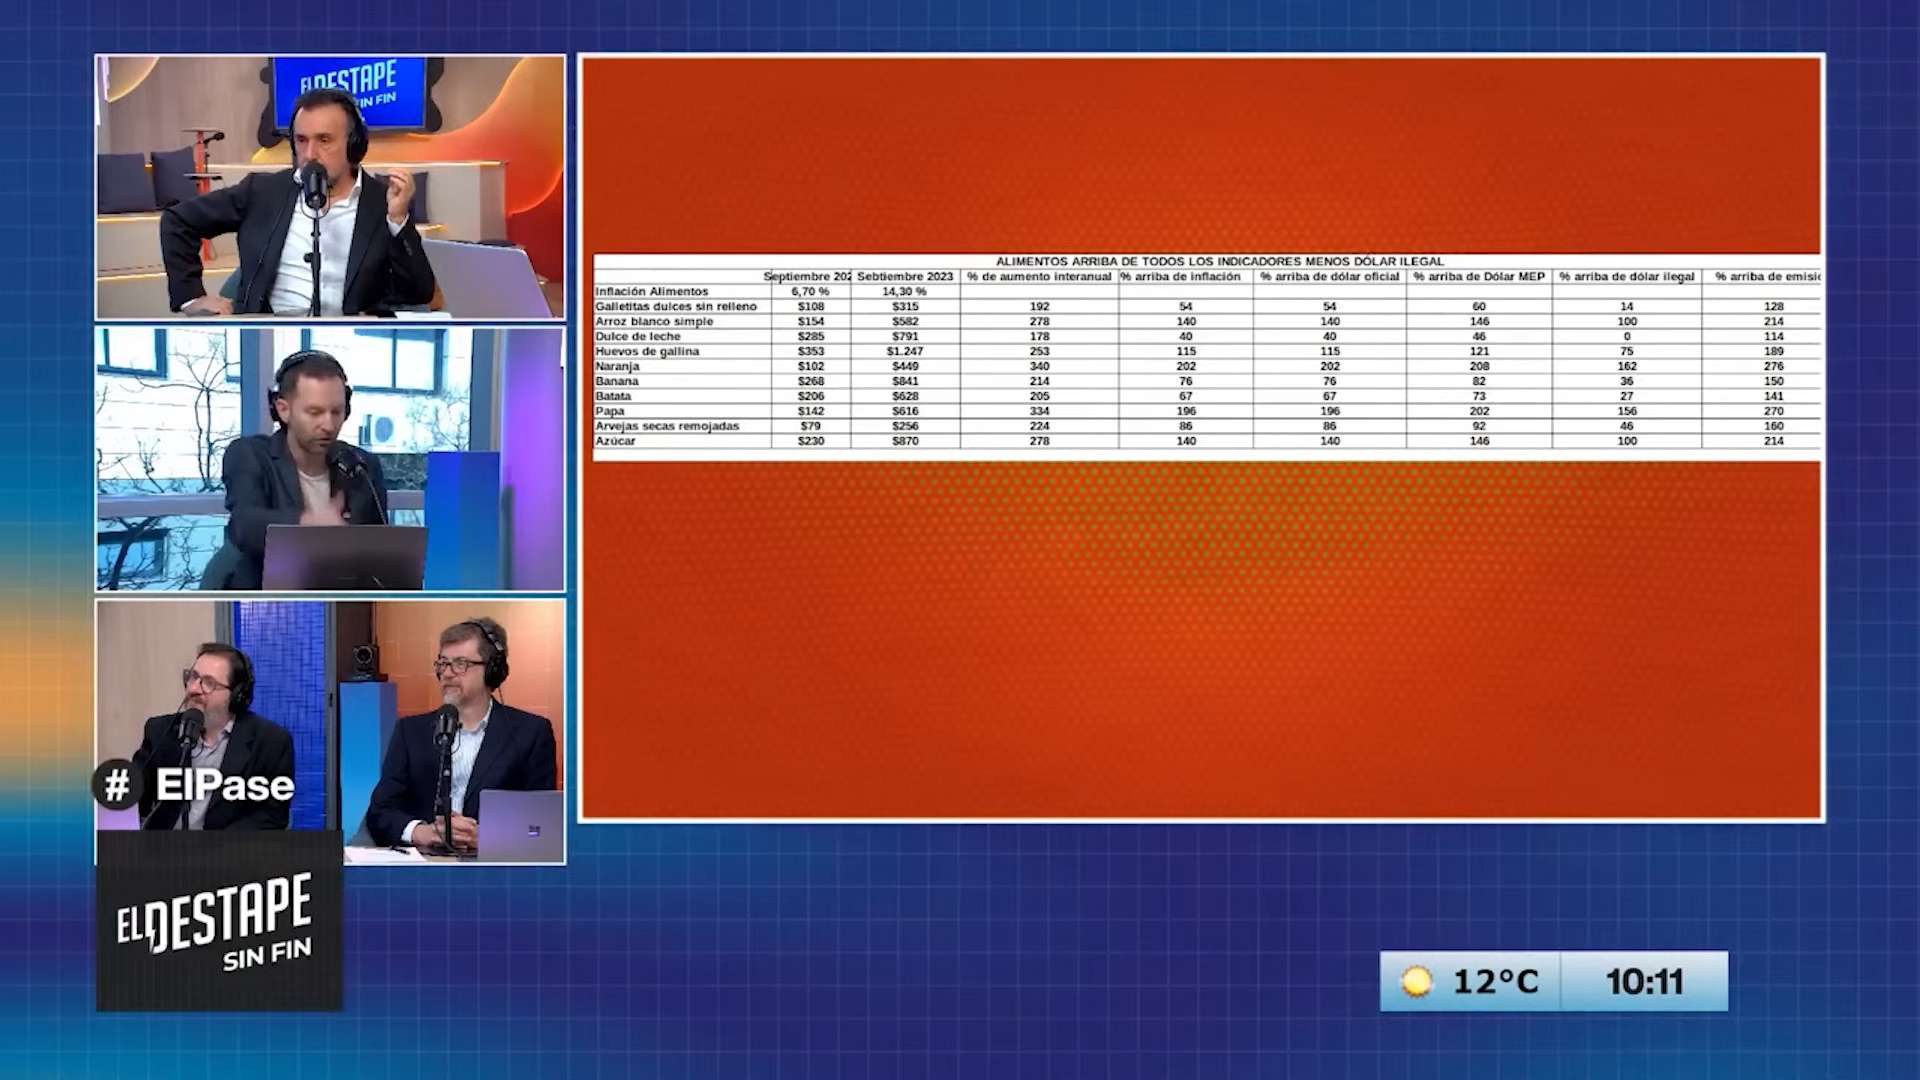 EL DESTAPE
SIN FIN
ALIMENTOS ARRIBA DE TODOS LOS INDICADORES MENOS DÓLAR ILEGAL
Septiembre 202 Sebtiembre 2023 % de aumento interanual % arriba de inflación % arriba de dólar oficial % arriba de Dólar MEP % arriba de dólar ilegal % arriba de emisi
Inflación Alimentos 6,70 % 14,30 %
Galletitas dulces sin relleno $108 $315 192 54 54 60 14 128
Arroz blanco simple $154 $582 278 140 140 146 100 214
Dulce de leche $285 $791 178 40 40 46 0 114
Huevos de gallina $353 $1.247 253 115 115 121 75 189
Naranja $102 $449 340 202 202 208 162 276
Banana $268 $841 214 76 76 82 36 150
Batata $206 $628 205 67 67 73 27 141
Papa $142 $616 334 196 196 202 156 270
Arvejas secas remojadas $79 $256 224 86 86 92 46 160
Azúcar $230 $870 278 140 140 146 100 214
# ElPase
EL DESTAPE
SIN FIN
12°C 10:11